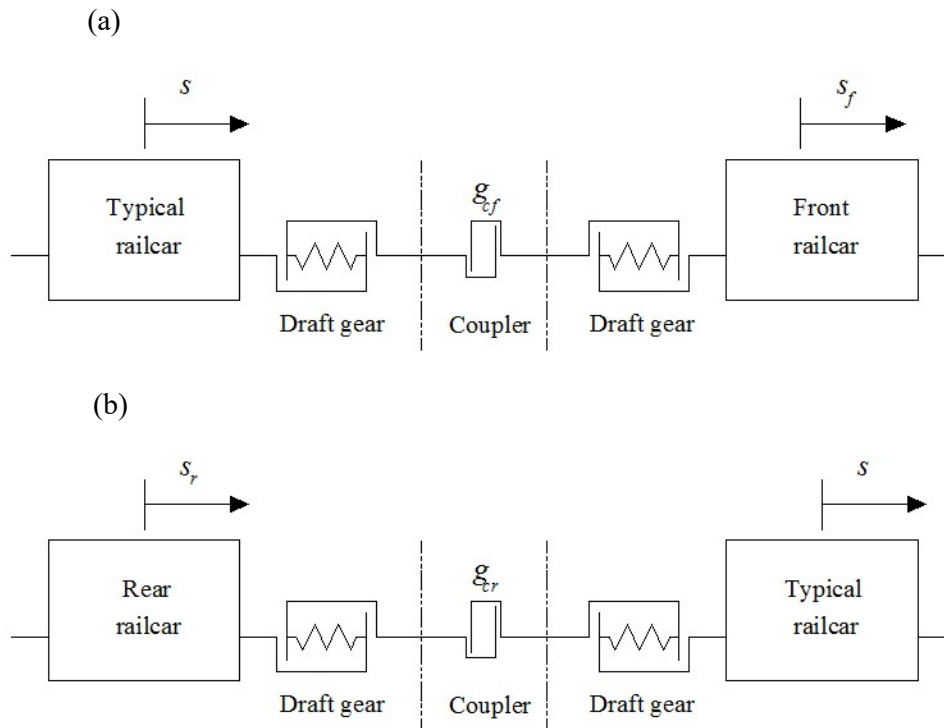 (a)
s
s_f
Typical
railcar
g_cf
Front
railcar
Draft gear
Coupler
Draft gear
(b)
s_r
s
Rear
railcar
g_cr
Typical
railcar
Draft gear
Coupler
Draft gear